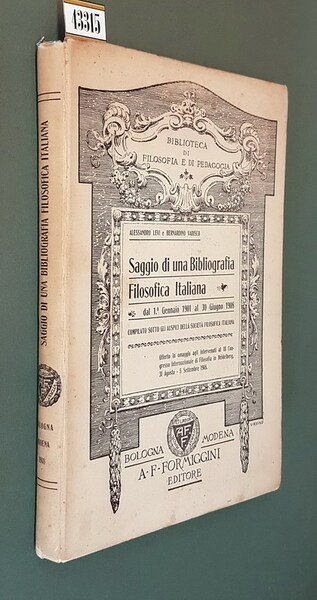 43315
BIBLIOTECA
DI
FILOSOFIA E DI PEDAGOGIA
ALESSANDRO LEVI e BERNARDINO VARISCO
Saggio di una Bibliografia
Filosofica Italiana
dal 1.º Gennaio 1901 al 30 Giugno 1908
COMPILATO SOTTO GLI AUSPICI DELLA SOCIETÀ FILOSOFICA ITALIANA
Offerto in omaggio agli intervenuti al III Con-
gresso Internazionale di Filosofia in Heidelberg,
31 Agosto - 5 Settembre 1908.
AFF
BOLOGNA MODENA
A. F. FORMIGGINI
EDITORE
SAGGIO DI UNA BIBLIOGRAFIA FILOSOFICA ITALIANA
BOLOGNA
MODENA
1908